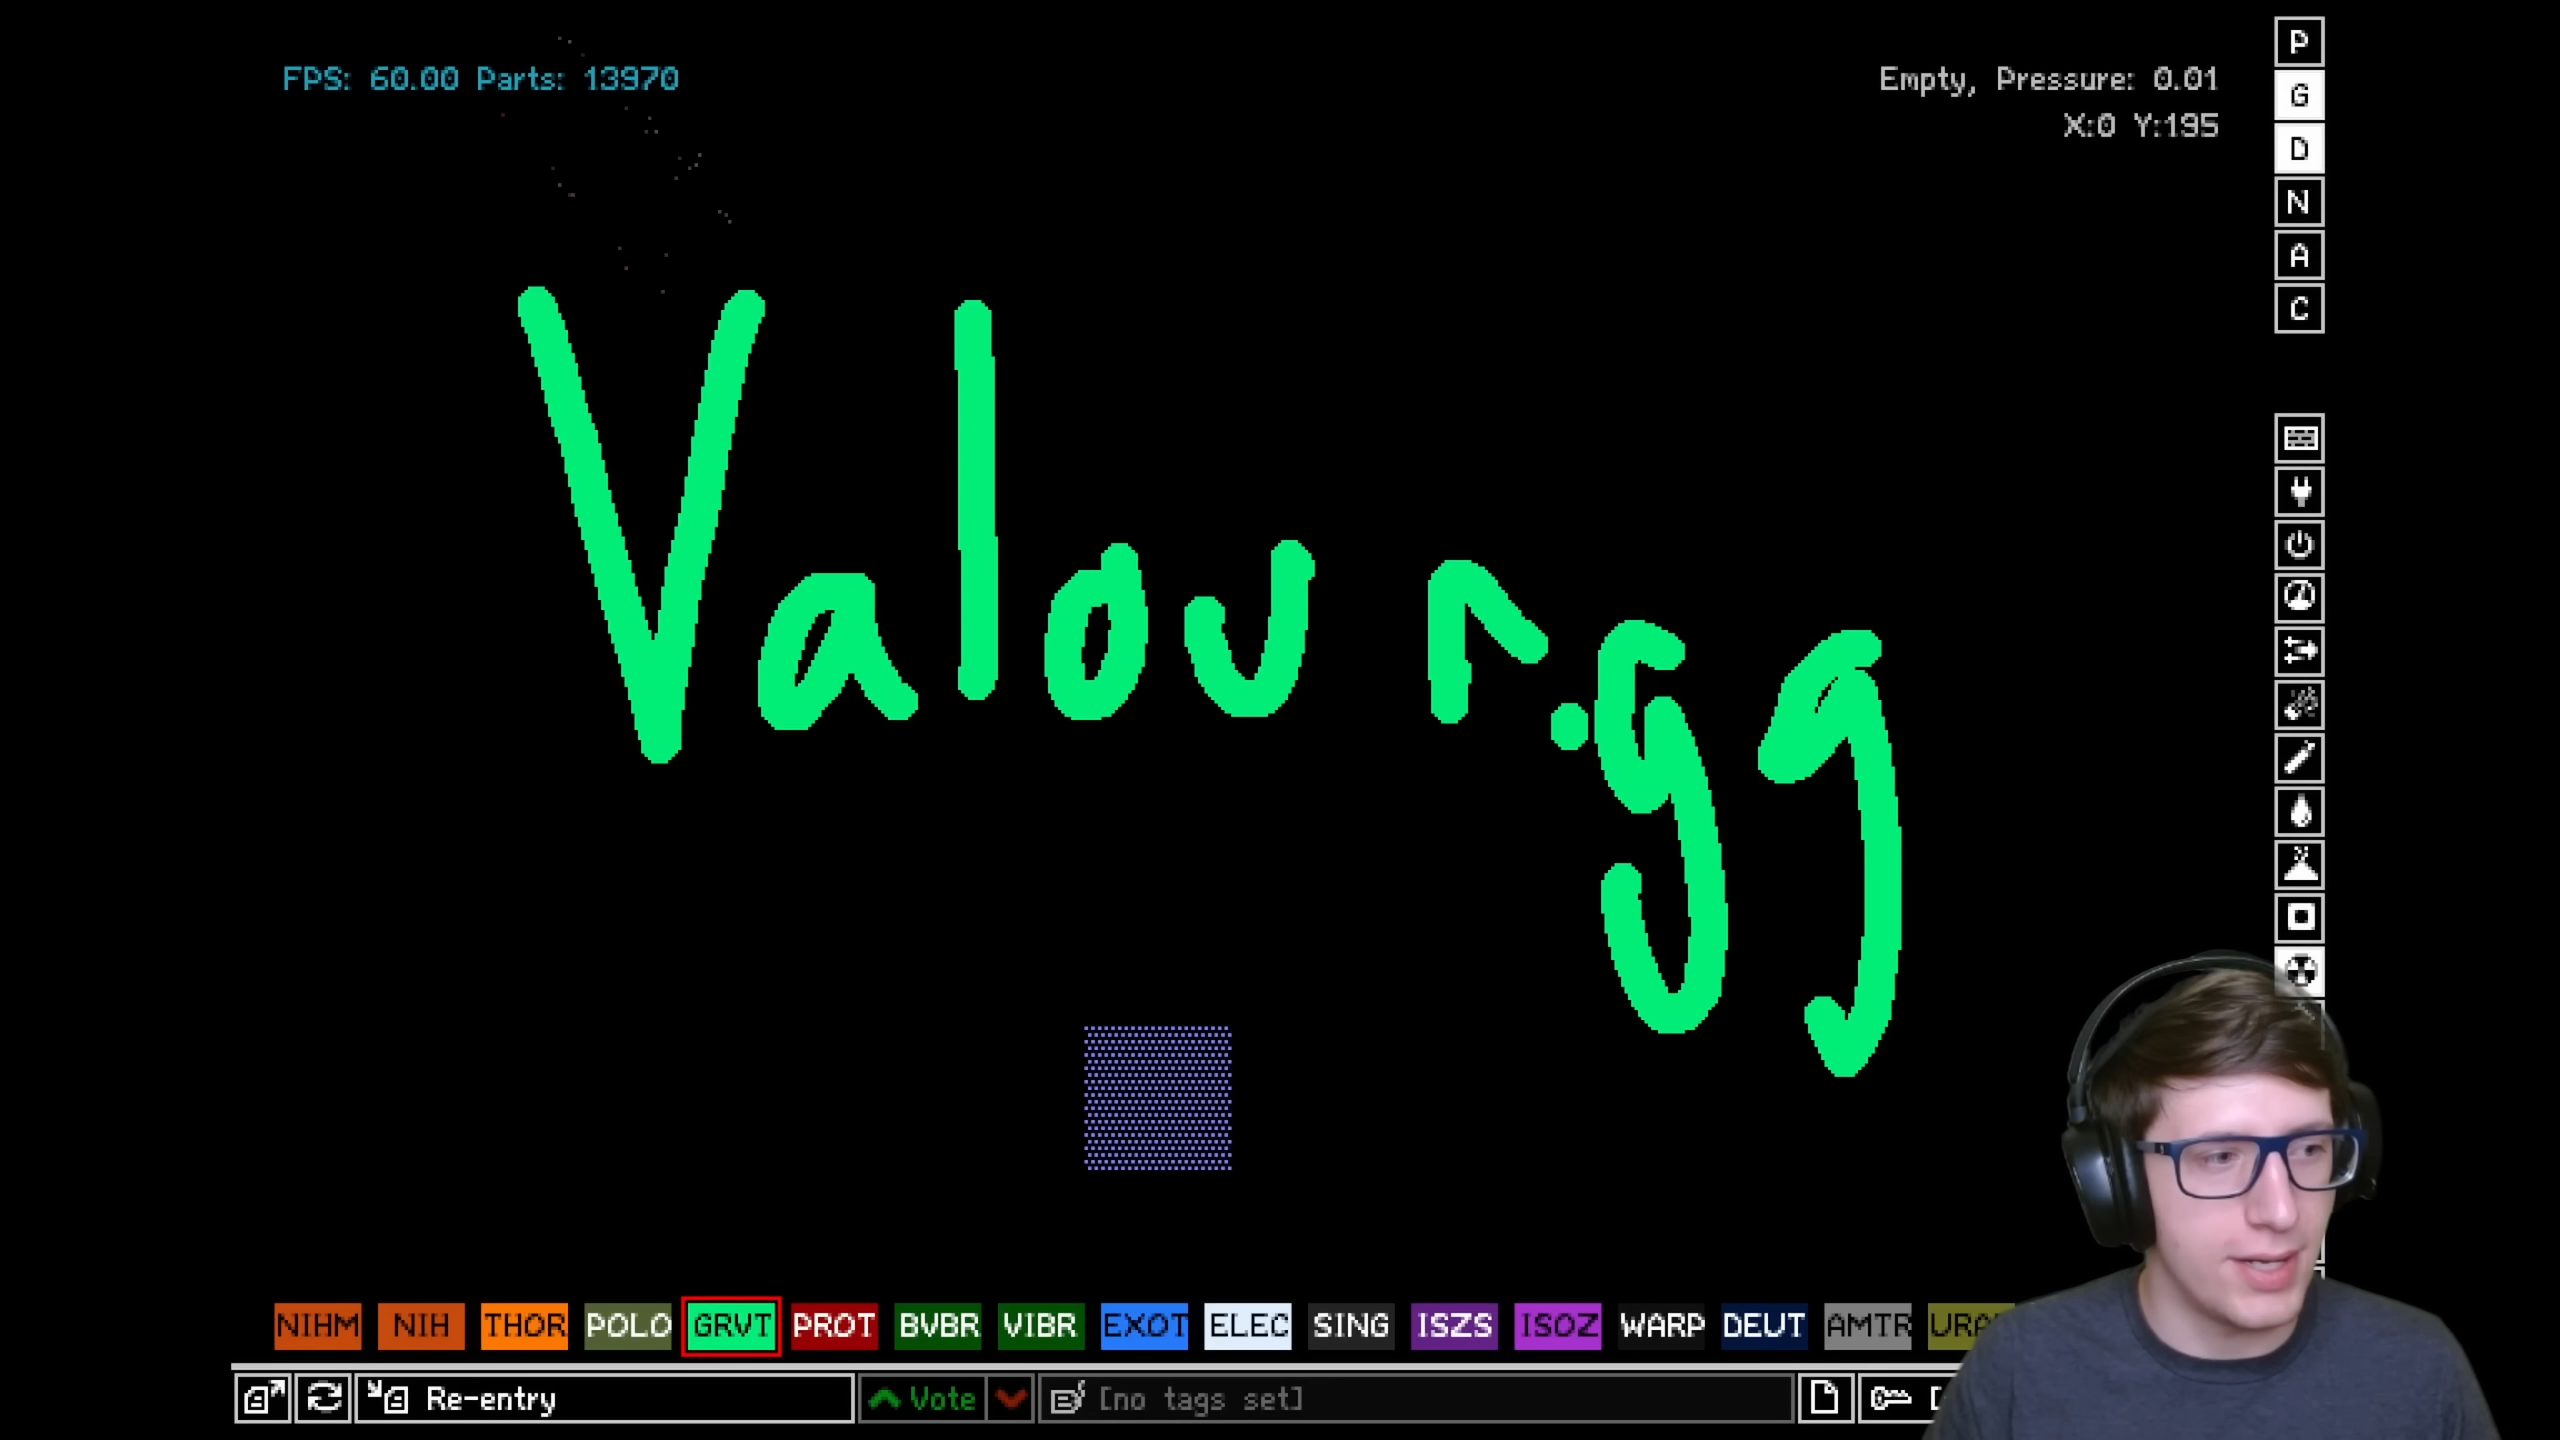 FPS: 60.00 Parts: 13970
Empty, Pressure: 0.01
X:0 Y:195
P
G
D
N
A
C
Valour.gg
NIHM NIH THOR POLO GRVT PROT BVBR VIBR EXOT ELEC SING ISZS ISOZ WARP DEUT AMTR
Re-entry Vote [no tags set]